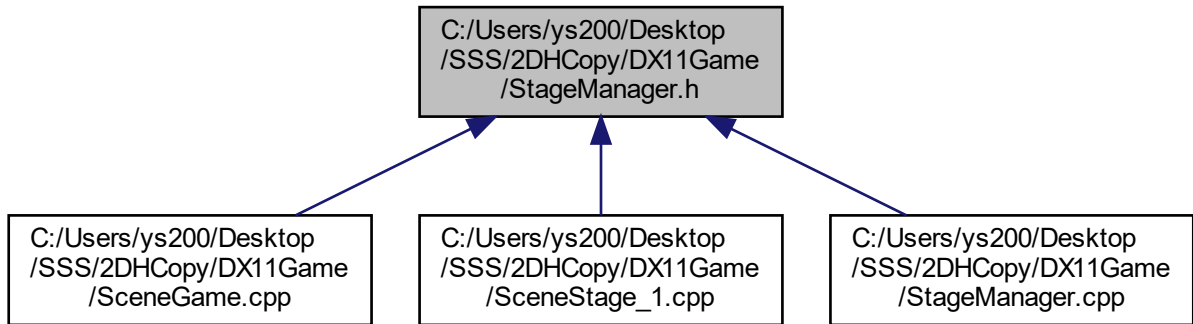 C:/Users/ys200/Desktop
/SSS/2DHCopy/DX11Game
/StageManager.h
C:/Users/ys200/Desktop
/SSS/2DHCopy/DX11Game
/SceneGame.cpp
C:/Users/ys200/Desktop
/SSS/2DHCopy/DX11Game
/SceneStage_1.cpp
C:/Users/ys200/Desktop
/SSS/2DHCopy/DX11Game
/StageManager.cpp